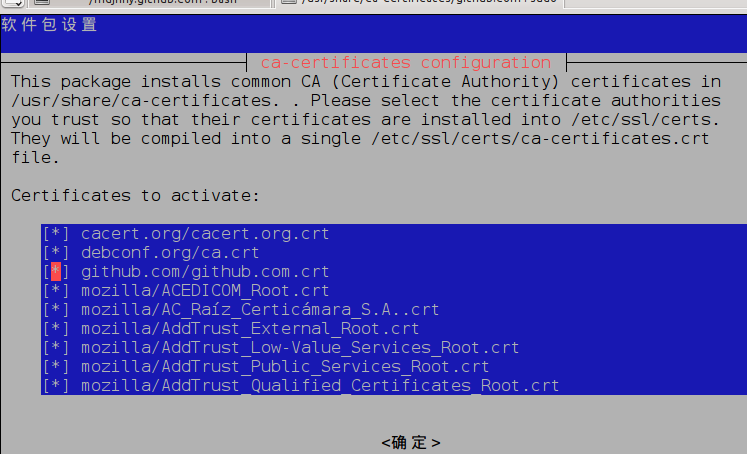 /mdjhny.github.com : bash
/usr/share/ca-certificates/github.com : sudo
软件包设置
ca-certificates configuration
This package installs common CA (Certificate Authority) certificates in
/usr/share/ca-certificates. . Please select the certificate authorities
you trust so that their certificates are installed into /etc/ssl/certs.
They will be compiled into a single /etc/ssl/certs/ca-certificates.crt
file.
Certificates to activate:
[*] cacert.org/cacert.org.crt
[*] debconf.org/ca.crt
[*] github.com/github.com.crt
[*] mozilla/ACEDICOM_Root.crt
[*] mozilla/AC_Raíz_Certicámara_S.A..crt
[*] mozilla/AddTrust_External_Root.crt
[*] mozilla/AddTrust_Low-Value_Services_Root.crt
[*] mozilla/AddTrust_Public_Services_Root.crt
[*] mozilla/AddTrust_Qualified_Certificates_Root.crt
<确定>